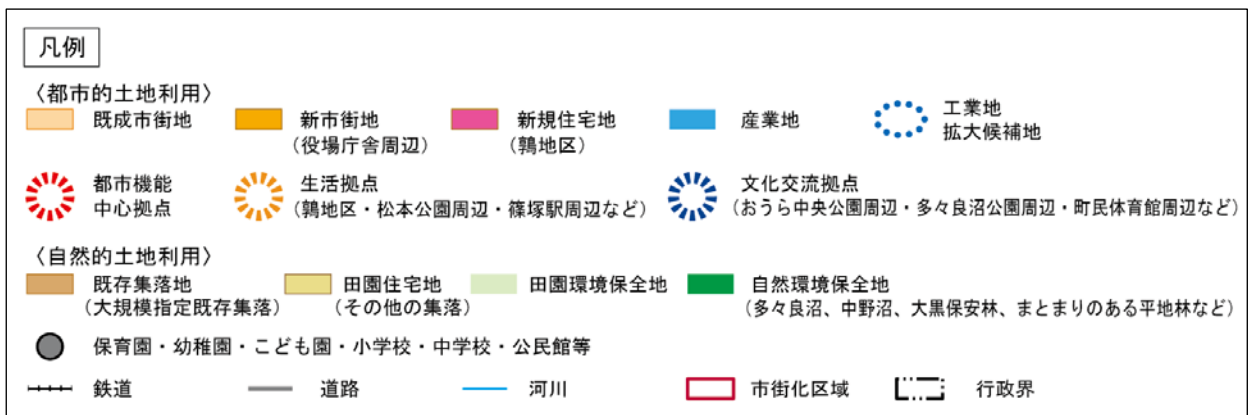 凡例
〈都市的土地利用〉
既成市街地 新市街地 新規住宅地 産業地 工業地
(役場庁舎周辺) (鶉地区) 拡大候補地
都市機能 生活拠点 文化交流拠点
中心拠点 (鶉地区・松本公園周辺・篠塚駅周辺など) (おうら中央公園周辺・多々良沼公園周辺・町民体育館周辺など)
〈自然的土地利用〉
既存集落地 田園住宅地 田園環境保全地 自然環境保全地
(大規模指定既存集落) (その他の集落) (多々良沼、中野沼、大黒保安林、まとまりのある平地林など)
保育園・幼稚園・こども園・小学校・中学校・公民館等
鉄道 道路 河川 市街化区域 行政界